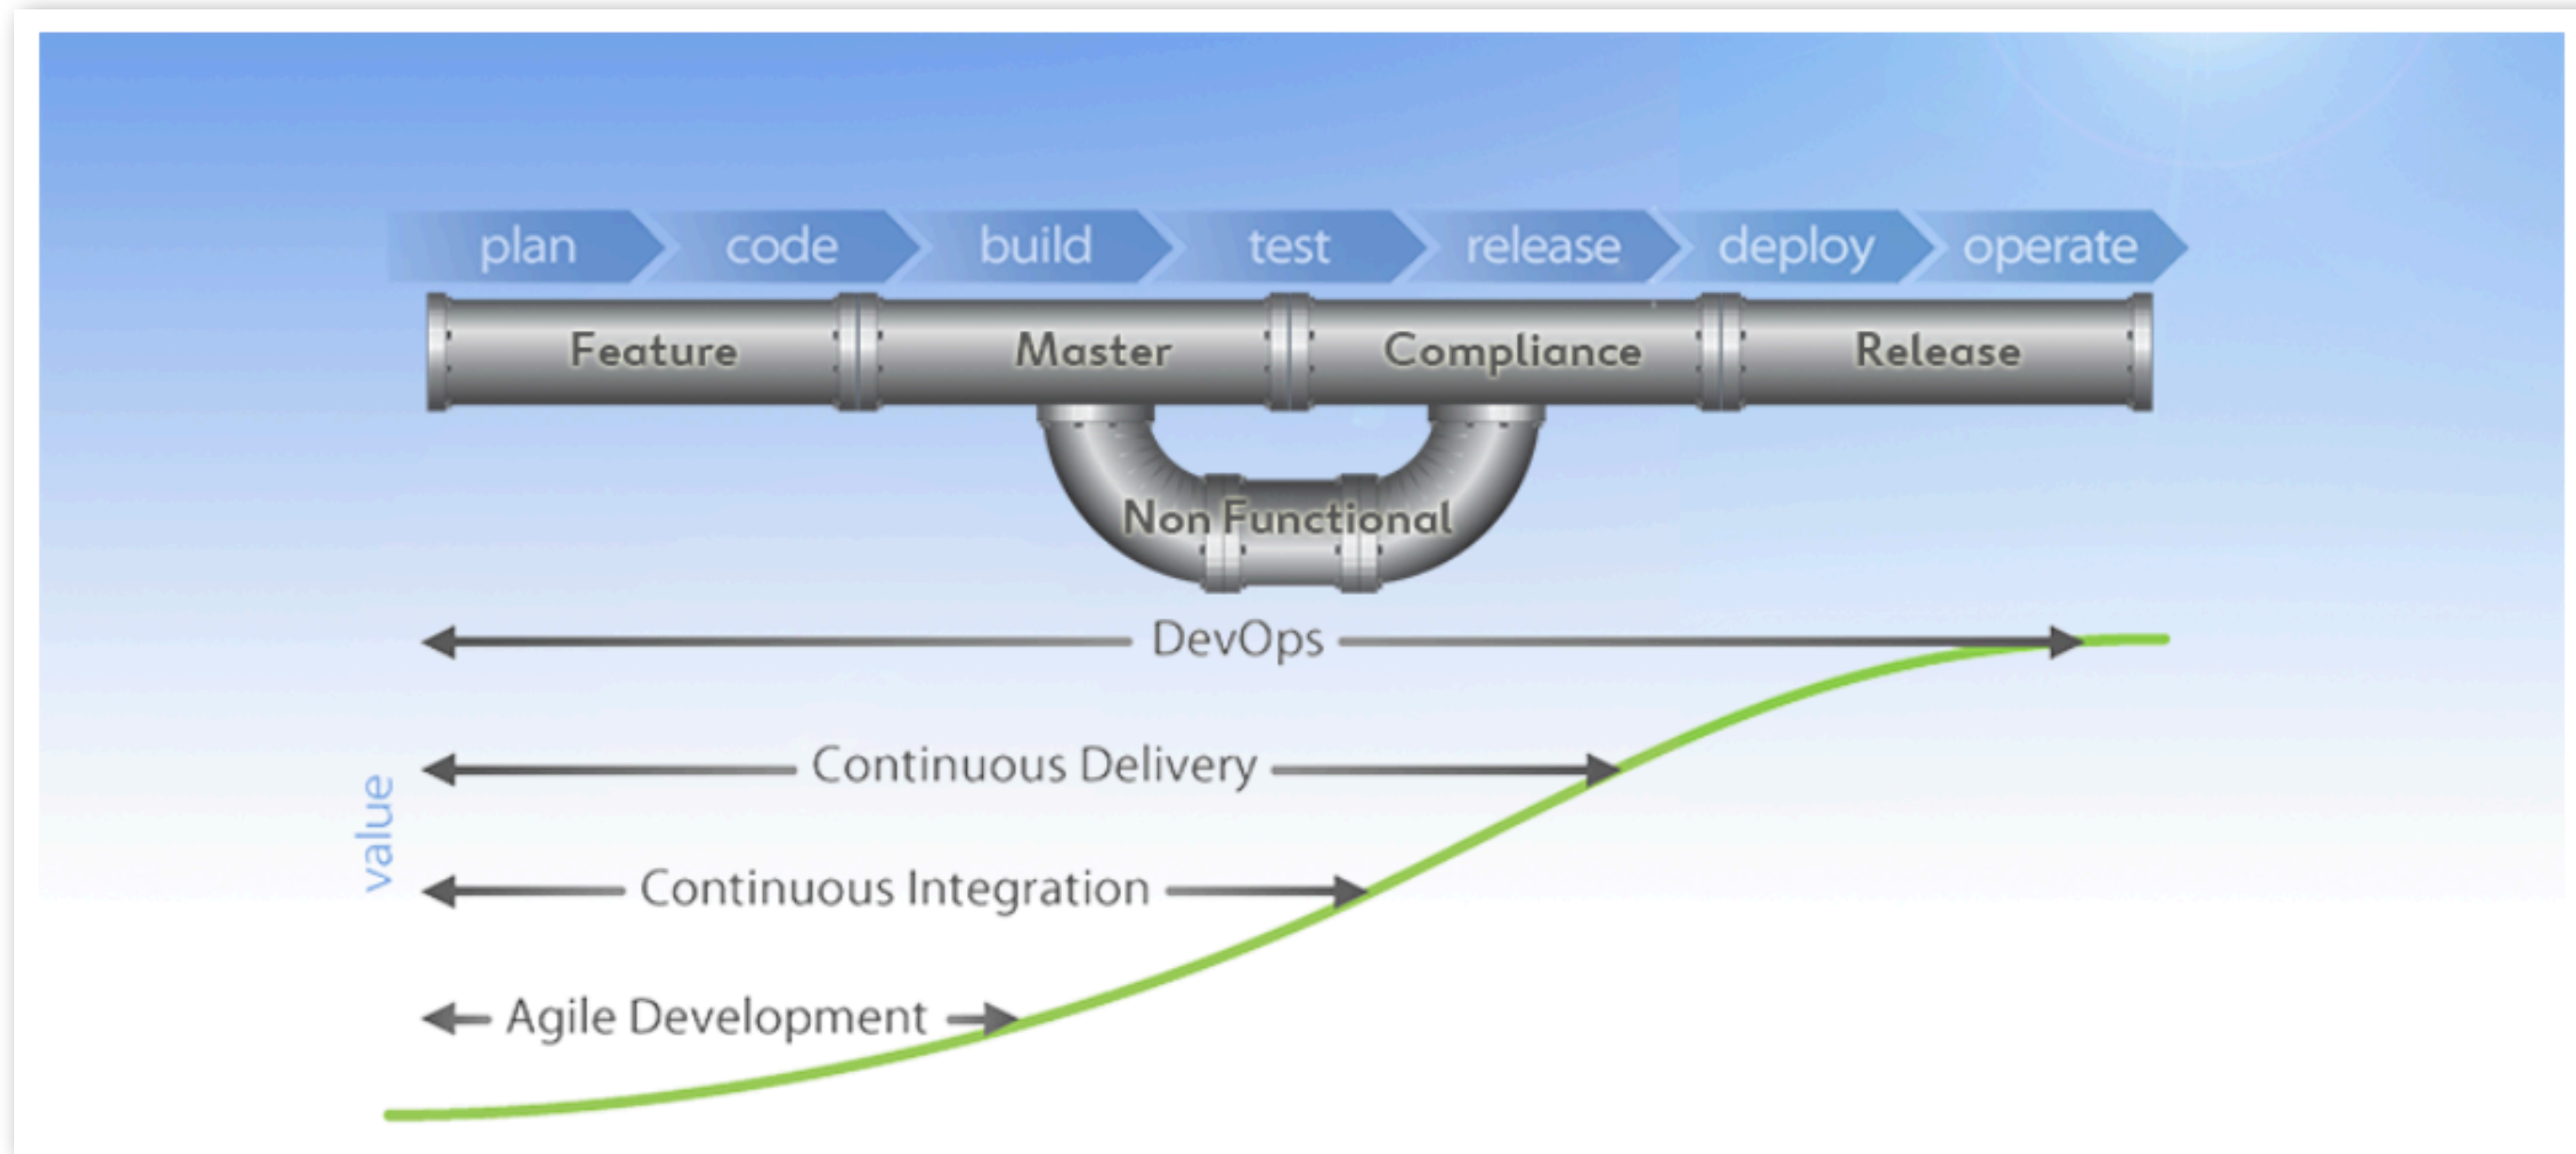 plan code build test release deploy operate
Feature Master Compliance Release
Non Functional
DevOps
Continuous Delivery
value
Continuous Integration
Agile Development